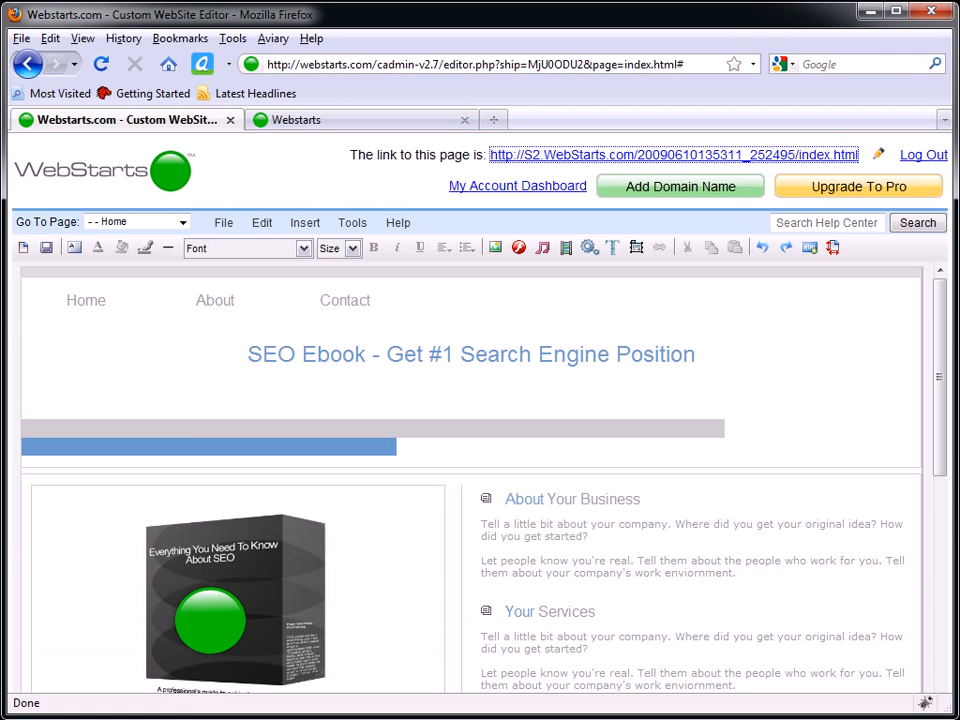 Webstarts.com - Custom WebSite Editor - Mozilla Firefox
File Edit View History Bookmarks Tools Aviary Help
http://webstarts.com/cadmin-v2.7/editor.php?ship=MjU0ODU2&page=index.html#
Google
Most Visited Getting Started Latest Headlines
Webstarts.com - Custom WebSit... Webstarts
WebStarts™
The link to this page is: http://S2.WebStarts.com/20090610135311_252495/index.html Log Out
My Account Dashboard Add Domain Name Upgrade To Pro
Go To Page: - - Home File Edit Insert Tools Help Search Help Center Search
Font Size B i U
Home About Contact
SEO Ebook - Get #1 Search Engine Position
Everything You Need To Know
About SEO
About Your Business
Tell a little bit about your company. Where did you get your original idea? How
did you get started?
Let people know you're real. Tell them about the people who work for you. Tell
them about your company's work enviornment.
Your Services
Tell a little bit about your company. Where did you get your original idea? How
did you get started?
Let people know you're real. Tell them about the people who work for you. Tell
them about your company's work enviornment.
Done